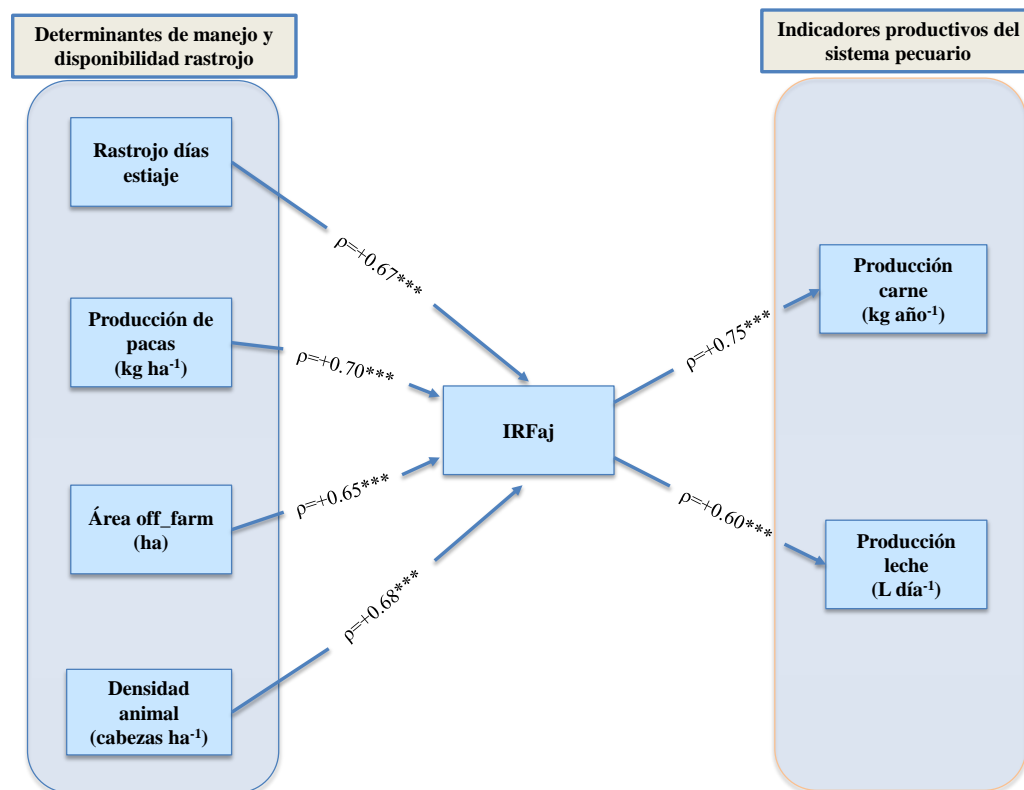 Determinantes de manejo y
disponibilidad rastrojo
Rastrojo días
estiaje
Producción de
pacas
(kg ha⁻¹)
Área off_farm
(ha)
Densidad
animal
(cabezas ha⁻¹)
ρ=+0.67***
ρ=+0.70***
ρ=+0.65***
ρ=+0.68***
IRFaj
ρ=+0.75***
ρ=+0.60***
Indicadores productivos del
sistema pecuario
Producción
carne
(kg año⁻¹)
Producción
leche
(L día⁻¹)